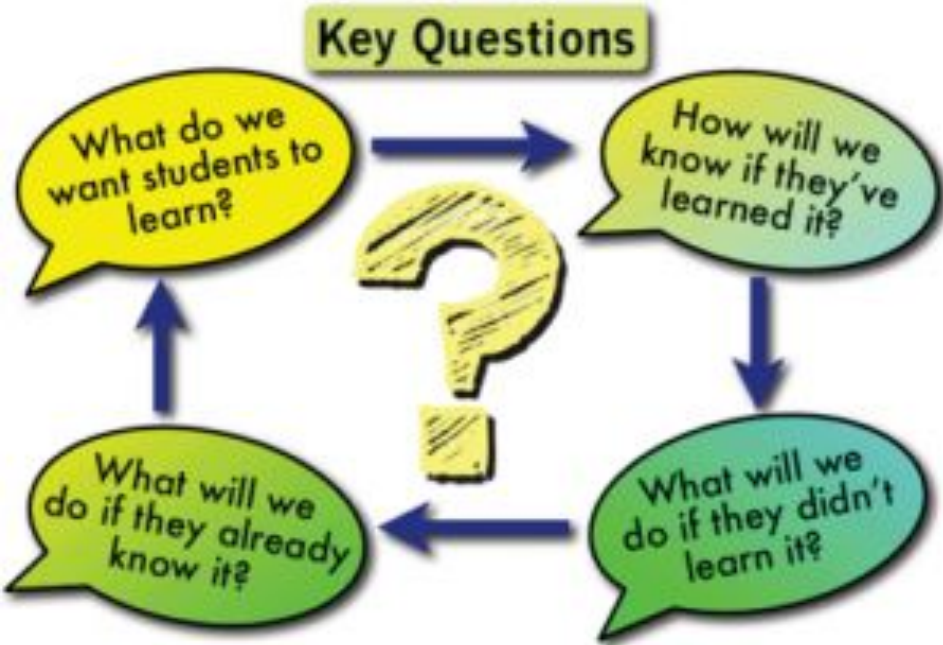 Key Questions
What do we
want students to
learn?
How will we
know if they've
learned it?
What will we
do if they didn't
learn it?
What will we
do if they already
know it?